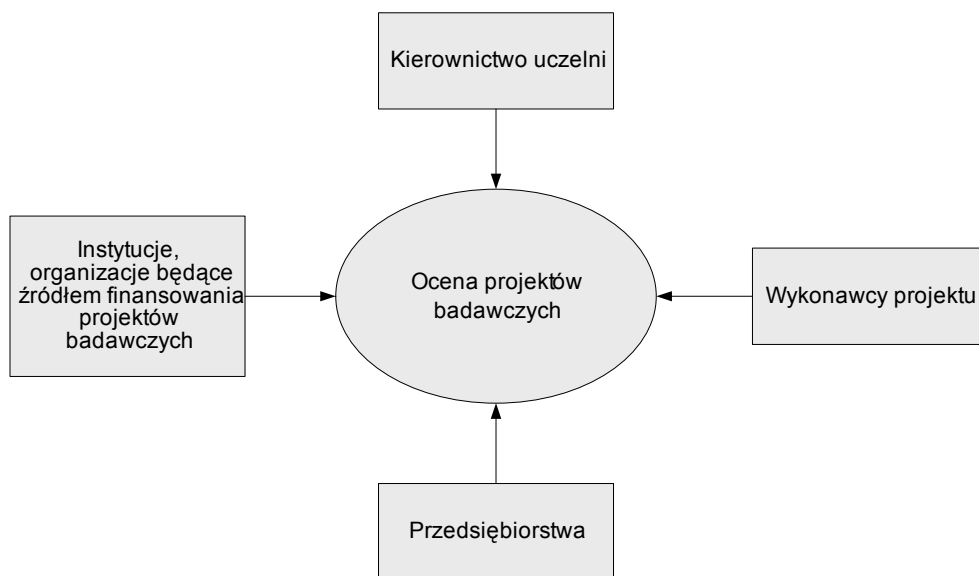 Kierownictwo uczelni
Instytucje,
organizacje będące
źródłem finansowania
projektów
badawczych
Ocena projektów
badawczych
Wykonawcy projektu
Przedsiębiorstwa